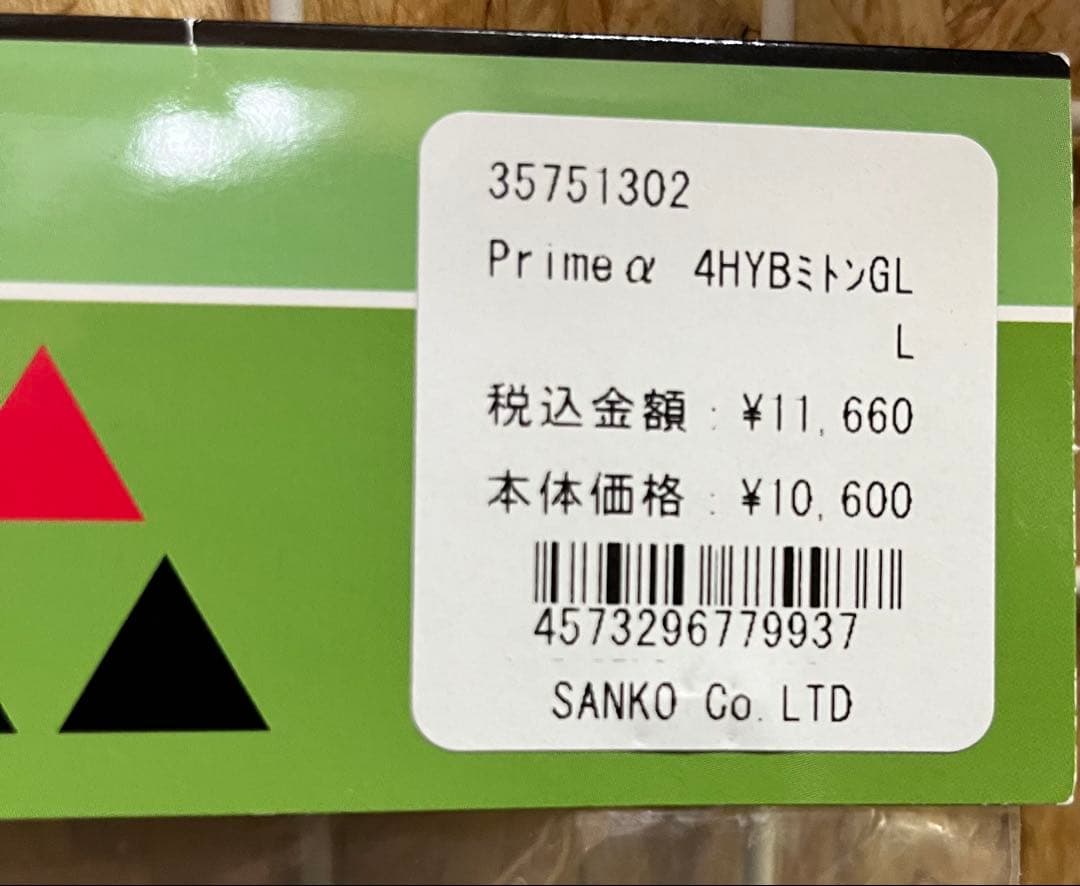 35751302
Primeα 4HYBﾐﾄﾝGL
L
税込金額:¥11,660
本体価格:¥10,600
4573296779937
SANKO Co.LTD